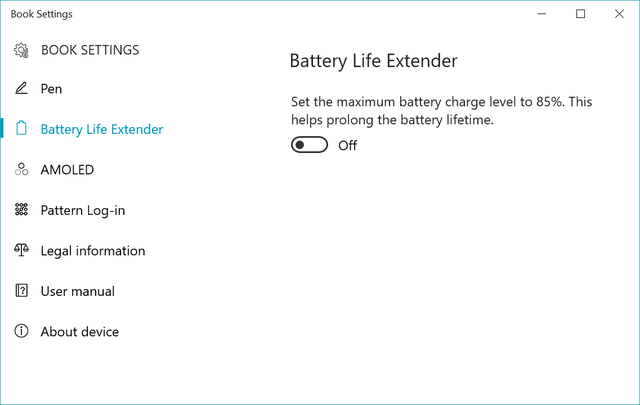 Book Settings
BOOK SETTINGS
Pen
Battery Life Extender
AMOLED
Pattern Log-in
Legal information
User manual
About device
Battery Life Extender
Set the maximum battery charge level to 85%. This
helps prolong the battery lifetime.
Off